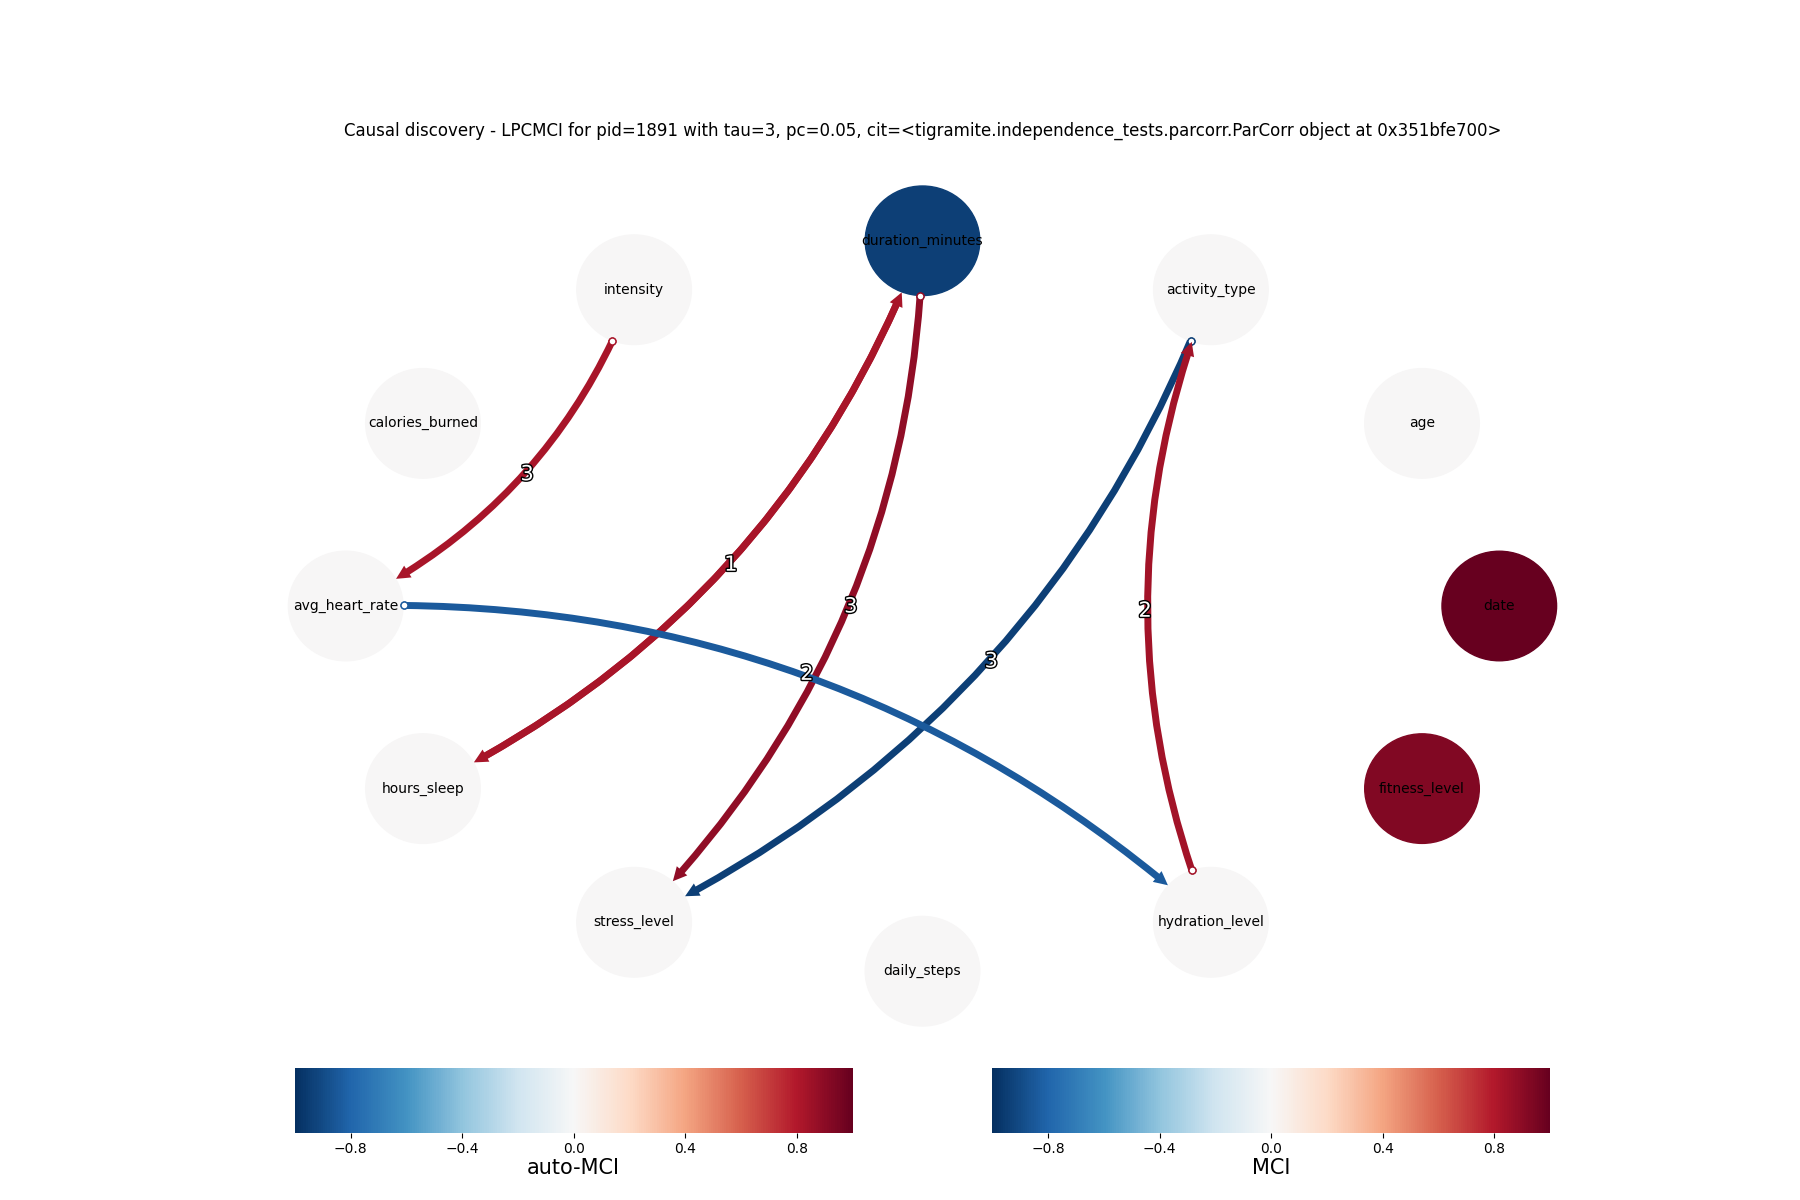 Causal discovery - LPCMCI for pid=1891 with tau=3, pc=0.05, cit=<tigramite.independence_tests.parcorr.ParCorr object at 0x351bfe700>
duration_minutes
intensity
activity_type
calories_burned
age
3
1
avg_heart_rate
3
2
date
3
2
hours_sleep
fitness_level
stress_level
hydration_level
daily_steps
−0.8 −0.4 0.0 0.4 0.8
auto-MCI
−0.8 −0.4 0.0 0.4 0.8
MCI